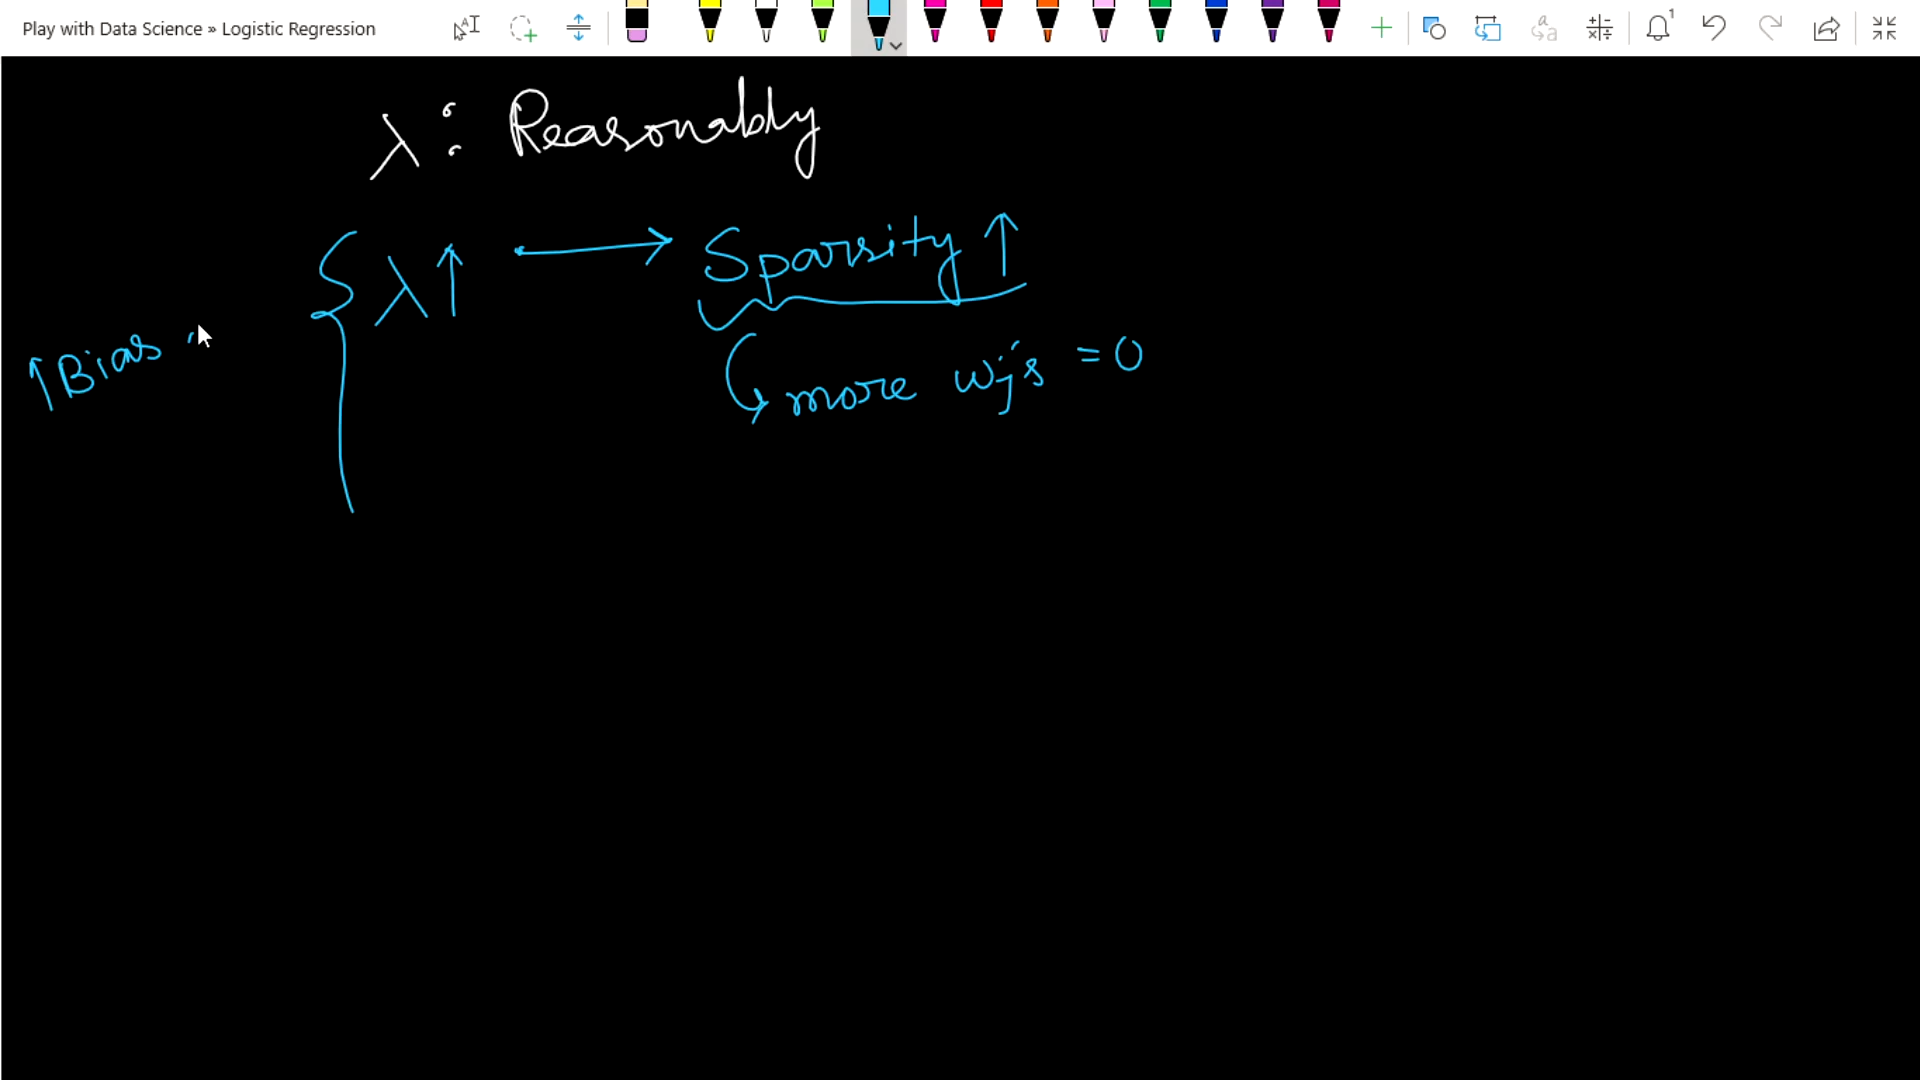 Play with Data Science » Logistic Regression
λ : Reasonably
λ↑ → Sparsity ↑
↑Bias
more wj's = 0